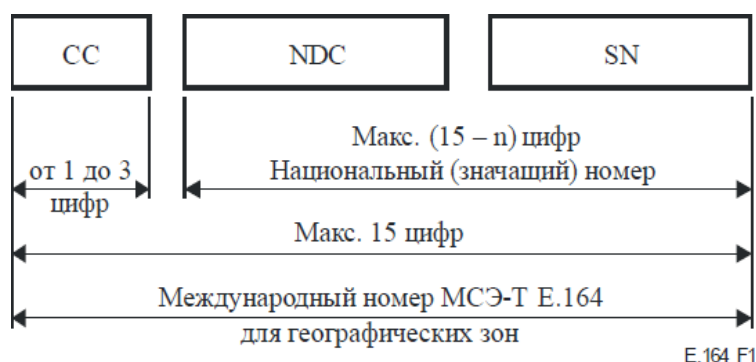 CC NDC SN
Макс. (15 – n) цифр
от 1 до 3 Национальный (значащий) номер
цифр
Макс. 15 цифр
Международный номер МСЭ-Т E.164
для географических зон
E.164_F1